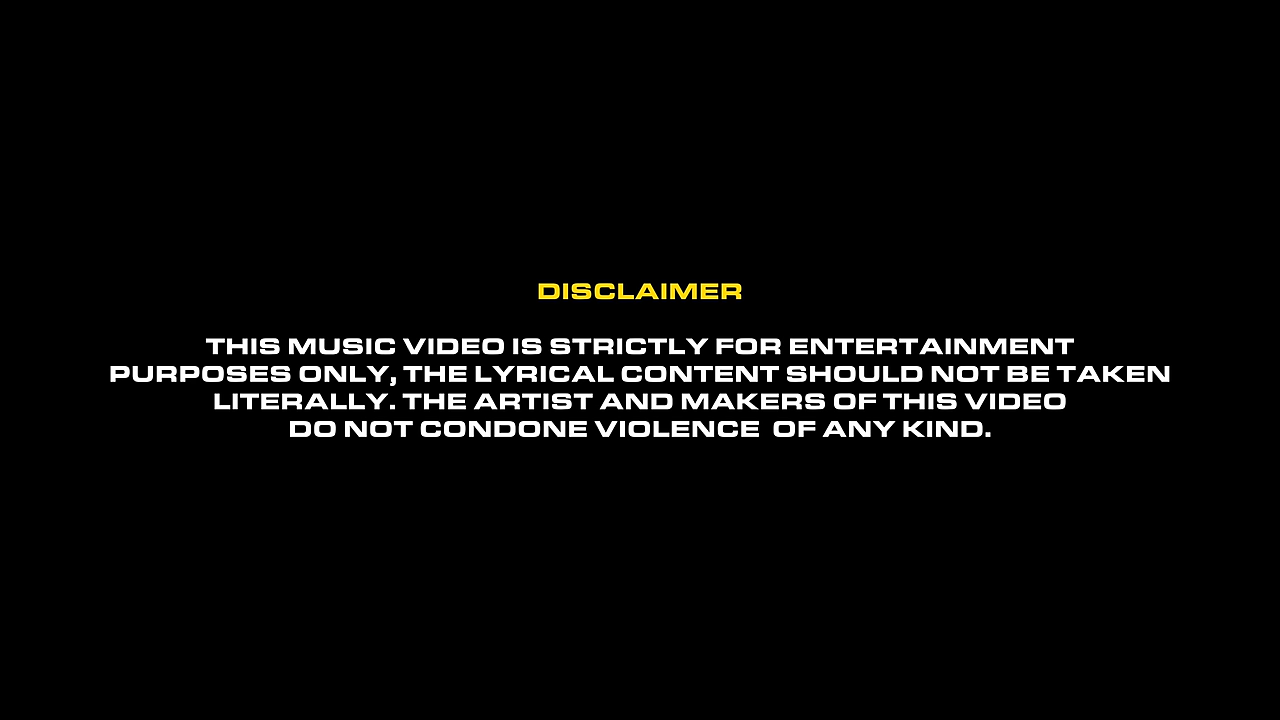 DISCLAIMER
THIS MUSIC VIDEO IS STRICTLY FOR ENTERTAINMENT
PURPOSES ONLY, THE LYRICAL CONTENT SHOULD NOT BE TAKEN
LITERALLY. THE ARTIST AND MAKERS OF THIS VIDEO
DO NOT CONDONE VIOLENCE  OF ANY KIND.